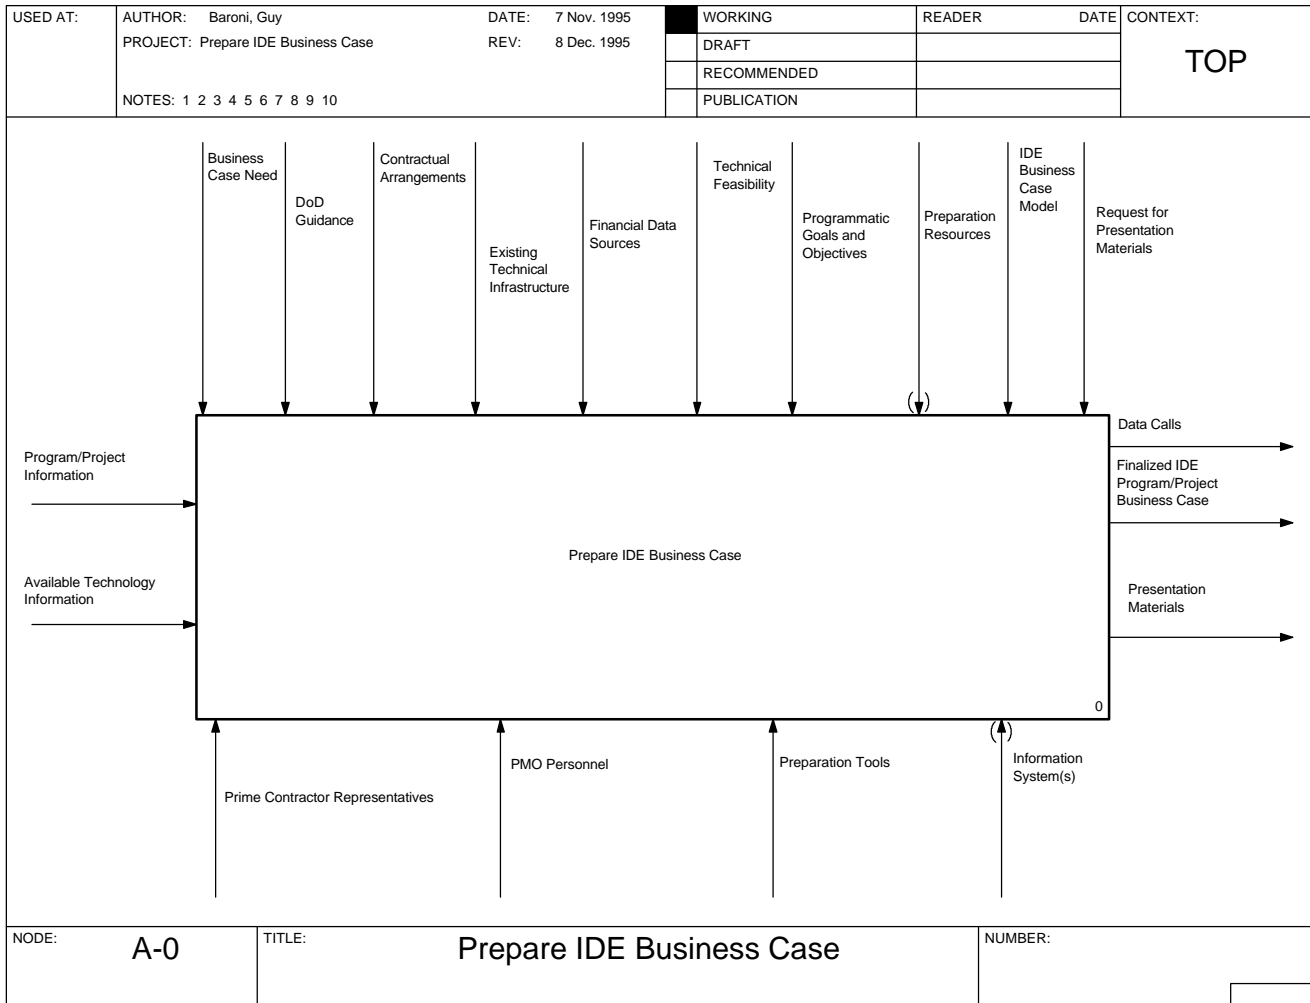 USED AT:
AUTHOR: Baroni, Guy
DATE: 7 Nov. 1995
WORKING
READER
DATE
CONTEXT:
PROJECT: Prepare IDE Business Case
REV: 8 Dec. 1995
DRAFT
TOP
RECOMMENDED
NOTES: 1 2 3 4 5 6 7 8 9 10
PUBLICATION
Business
Case Need
DoD
Guidance
Contractual
Arrangements
Existing
Technical
Infrastructure
Financial Data
Sources
Technical
Feasibility
Programmatic
Goals and
Objectives
Preparation
Resources
IDE
Business
Case
Model
Request for
Presentation
Materials
( )
Program/Project
Information
Available Technology
Information
Prepare IDE Business Case
0
Data Calls
Finalized IDE
Program/Project
Business Case
Presentation
Materials
Prime Contractor Representatives
PMO Personnel
Preparation Tools
( )
Information
System(s)
NODE:
A-0
TITLE:
Prepare IDE Business Case
NUMBER: